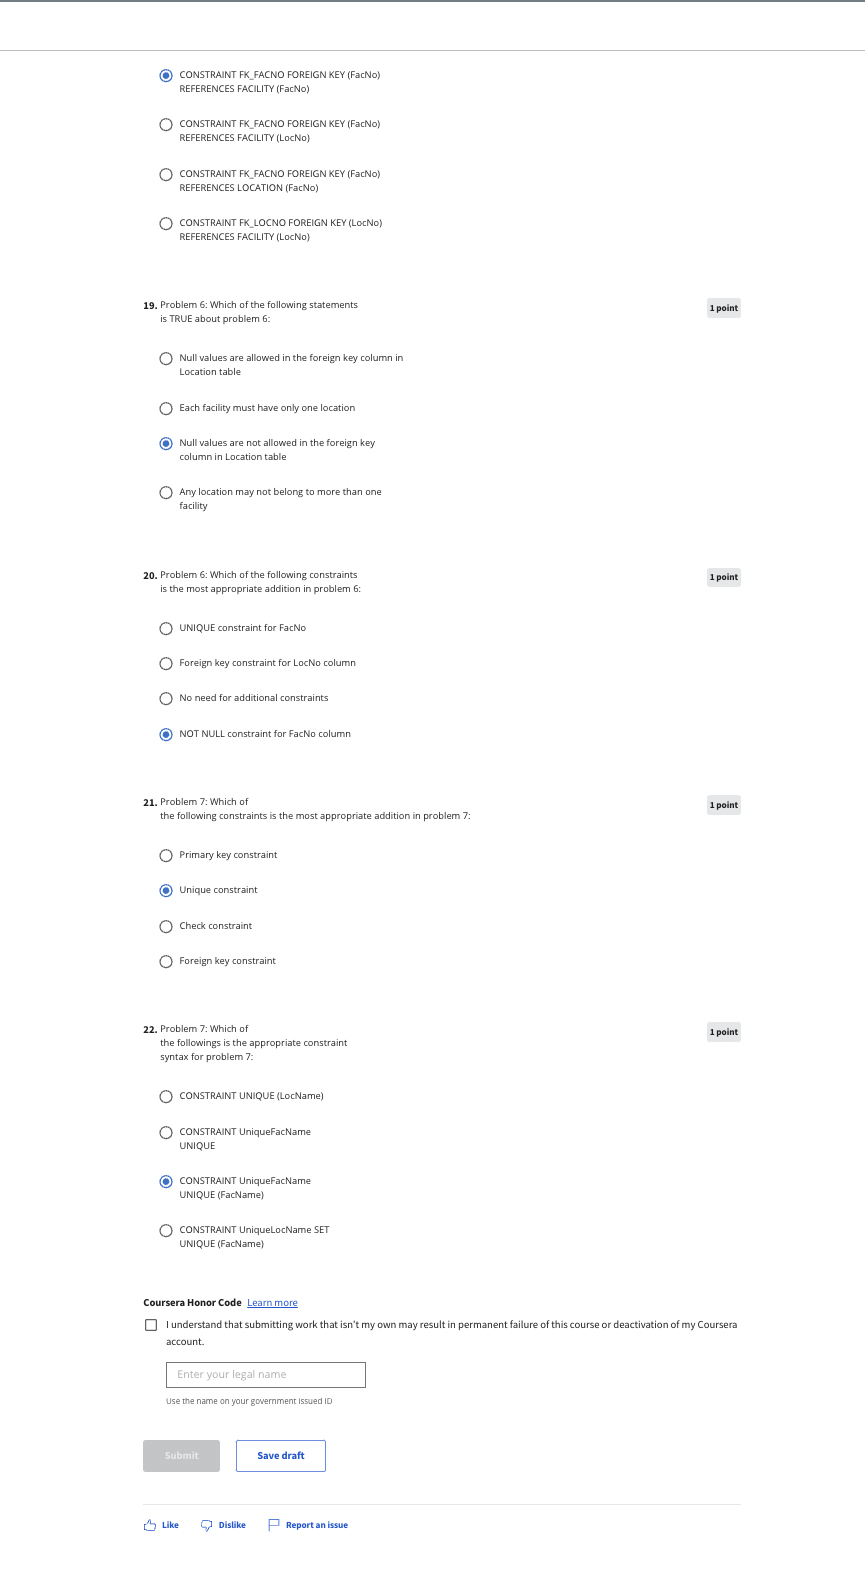 CONSTRAINT FK_FACNO FOREIGN KEY (FacNo)
REFERENCES FACILITY (FacNo)
CONSTRAINT FK_FACNO FOREIGN KEY (FacNo)
REFERENCES FACILITY (LocNo)
CONSTRAINT FK_FACNO FOREIGN KEY (FacNo)
REFERENCES LOCATION (FacNo)
CONSTRAINT FK_LOCNO FOREIGN KEY (LocNo)
REFERENCES FACILITY (LocNo)
19. Problem 6: Which of the following statements 1 point
is TRUE about problem 6:
Null values are allowed in the foreign key column in
Location table
Each facility must have only one location
Null values are not allowed in the foreign key
column in Location table
Any location may not belong to more than one
facility
20. Problem 6: Which of the following constraints 1 point
is the most appropriate addition in problem 6:
UNIQUE constraint for FacNo
Foreign key constraint for LocNo column
No need for additional constraints
NOT NULL constraint for FacNo column
21. Problem 7: Which of 1 point
the following constraints is the most appropriate addition in problem 7:
Primary key constraint
Unique constraint
Check constraint
Foreign key constraint
22. Problem 7: Which of 1 point
the followings is the appropriate constraint
syntax for problem 7:
CONSTRAINT UNIQUE (LocName)
CONSTRAINT UniqueFacName
UNIQUE
CONSTRAINT UniqueFacName
UNIQUE (FacName)
CONSTRAINT UniqueLocName SET
UNIQUE (FacName)
Coursera Honor Code Learn more
I understand that submitting work that isn't my own may result in permanent failure of this course or deactivation of my Coursera
account.
Enter your legal name
Use the name on your government issued ID
Submit Save draft
Like Dislike Report an issue